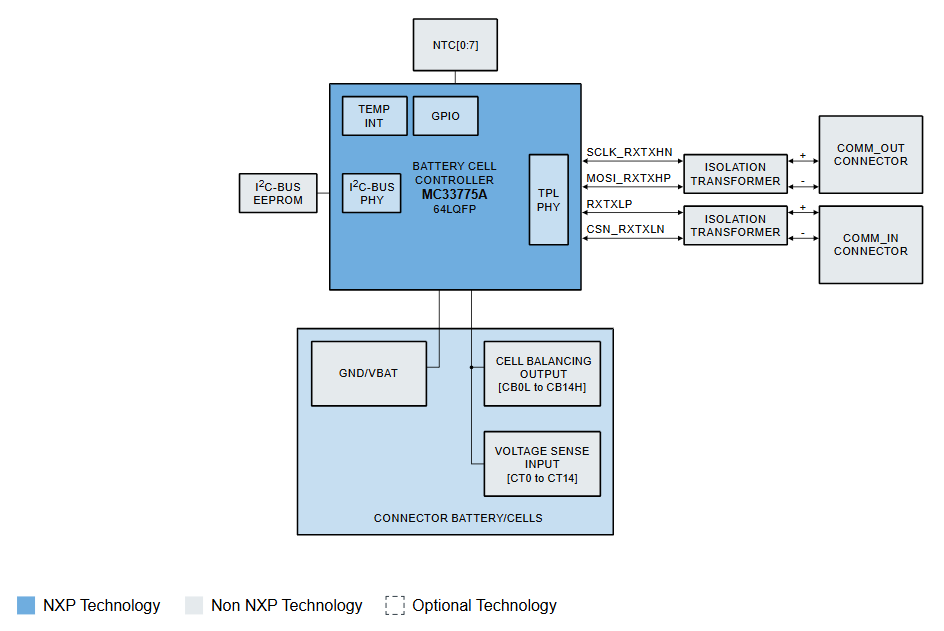 NTC[0:7]
TEMP
INT
GPIO
BATTERY CELL
CONTROLLER
MC33775A
64LQFP
I²C-BUS
EEPROM
I²C-BUS
PHY
TPL
PHY
SCLK_RXTXHN
MOSI_RXTXHP
RXTXLP
CSN_RXTXLN
ISOLATION
TRANSFORMER
ISOLATION
TRANSFORMER
+
-
+
-
COMM_OUT
CONNECTOR
COMM_IN
CONNECTOR
GND/VBAT
CELL BALANCING
OUTPUT
[CB0L to CB14H]
VOLTAGE SENSE
INPUT
[CT0 to CT14]
CONNECTOR BATTERY/CELLS
NXP Technology
Non NXP Technology
Optional Technology